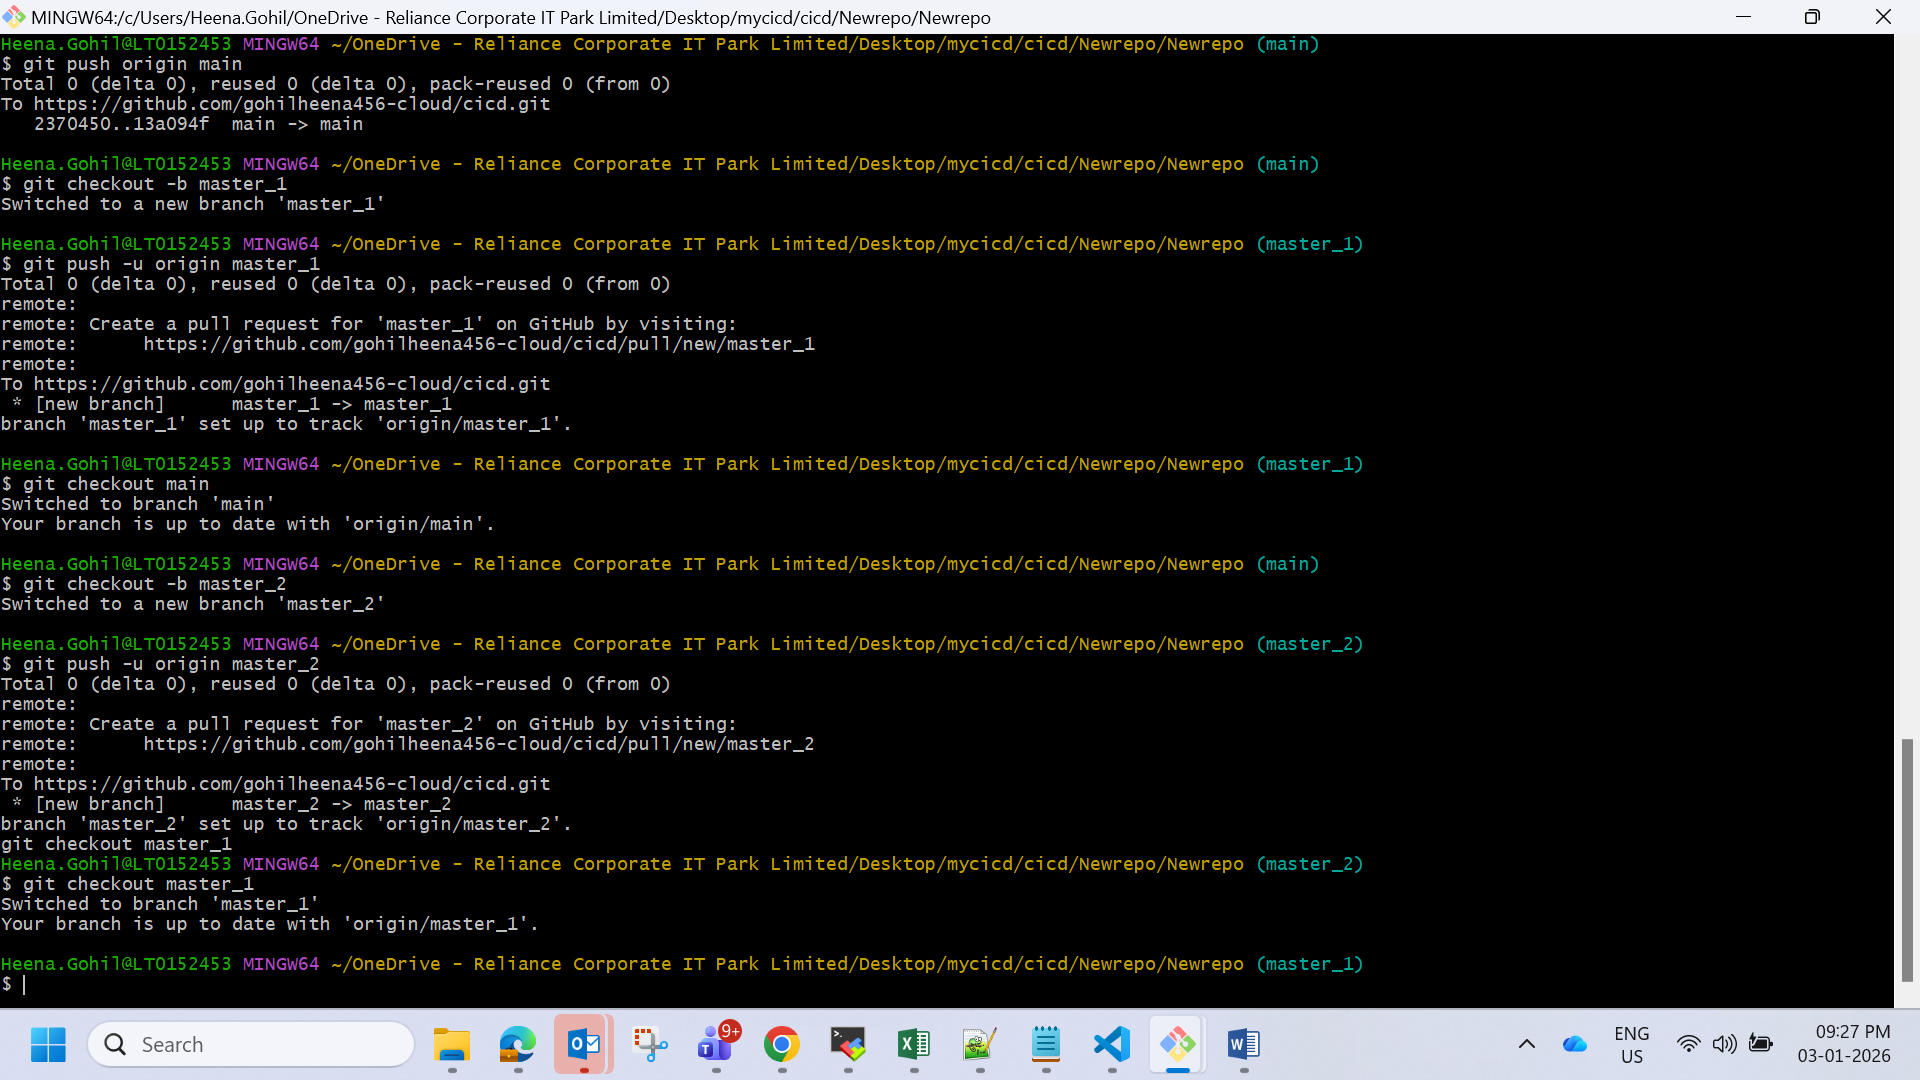 MINGW64:/c/Users/Heena.Gohil/OneDrive - Reliance Corporate IT Park Limited/Desktop/mycicd/cicd/Newrepo/Newrepo
Heena.Gohil@LT0152453 MINGW64 ~/OneDrive - Reliance Corporate IT Park Limited/Desktop/mycicd/cicd/Newrepo/Newrepo (main)
$ git push origin main
Total 0 (delta 0), reused 0 (delta 0), pack-reused 0 (from 0)
To https://github.com/gohilheena456-cloud/cicd.git
   2370450..13a094f  main -> main

Heena.Gohil@LT0152453 MINGW64 ~/OneDrive - Reliance Corporate IT Park Limited/Desktop/mycicd/cicd/Newrepo/Newrepo (main)
$ git checkout -b master_1
Switched to a new branch 'master_1'

Heena.Gohil@LT0152453 MINGW64 ~/OneDrive - Reliance Corporate IT Park Limited/Desktop/mycicd/cicd/Newrepo/Newrepo (master_1)
$ git push -u origin master_1
Total 0 (delta 0), reused 0 (delta 0), pack-reused 0 (from 0)
remote:
remote: Create a pull request for 'master_1' on GitHub by visiting:
remote:      https://github.com/gohilheena456-cloud/cicd/pull/new/master_1
remote:
To https://github.com/gohilheena456-cloud/cicd.git
 * [new branch]      master_1 -> master_1
branch 'master_1' set up to track 'origin/master_1'.

Heena.Gohil@LT0152453 MINGW64 ~/OneDrive - Reliance Corporate IT Park Limited/Desktop/mycicd/cicd/Newrepo/Newrepo (master_1)
$ git checkout main
Switched to branch 'main'
Your branch is up to date with 'origin/main'.

Heena.Gohil@LT0152453 MINGW64 ~/OneDrive - Reliance Corporate IT Park Limited/Desktop/mycicd/cicd/Newrepo/Newrepo (main)
$ git checkout -b master_2
Switched to a new branch 'master_2'

Heena.Gohil@LT0152453 MINGW64 ~/OneDrive - Reliance Corporate IT Park Limited/Desktop/mycicd/cicd/Newrepo/Newrepo (master_2)
$ git push -u origin master_2
Total 0 (delta 0), reused 0 (delta 0), pack-reused 0 (from 0)
remote:
remote: Create a pull request for 'master_2' on GitHub by visiting:
remote:      https://github.com/gohilheena456-cloud/cicd/pull/new/master_2
remote:
To https://github.com/gohilheena456-cloud/cicd.git
 * [new branch]      master_2 -> master_2
branch 'master_2' set up to track 'origin/master_2'.
git checkout master_1
Heena.Gohil@LT0152453 MINGW64 ~/OneDrive - Reliance Corporate IT Park Limited/Desktop/mycicd/cicd/Newrepo/Newrepo (master_2)
$ git checkout master_1
Switched to branch 'master_1'
Your branch is up to date with 'origin/master_1'.

Heena.Gohil@LT0152453 MINGW64 ~/OneDrive - Reliance Corporate IT Park Limited/Desktop/mycicd/cicd/Newrepo/Newrepo (master_1)
$
Search
9+
ENG
US
09:27 PM
03-01-2026